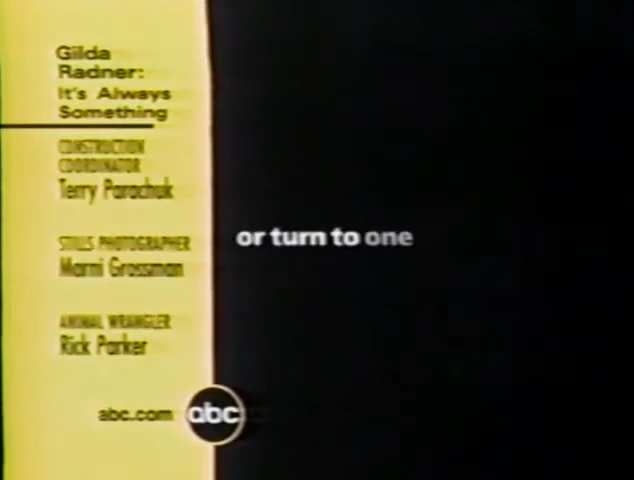 Gilda
Radner:
It's Always
Something
CONSTRUCTION
COORDINATOR
Terry Parachuk
STILLS PHOTOGRAPHER
Marni Grossman
ANIMAL WRANGLER
Rick Parker
or turn to one
abc.com
abc